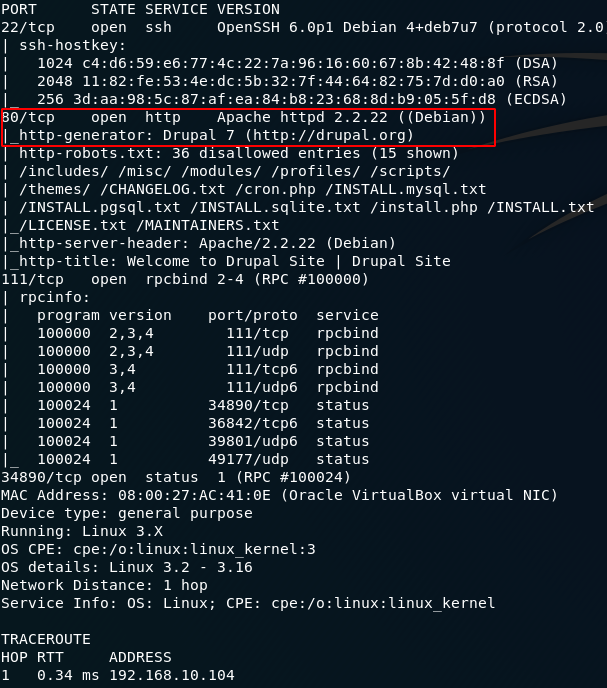 PORT     STATE SERVICE VERSION
22/tcp    open  ssh     OpenSSH 6.0p1 Debian 4+deb7u7 (protocol 2.0
| ssh-hostkey:
|   1024 c4:d6:59:e6:77:4c:22:7a:96:16:60:67:8b:42:48:8f (DSA)
|   2048 11:82:fe:53:4e:dc:5b:32:7f:44:64:82:75:7d:d0:a0 (RSA)
|_  256 3d:aa:98:5c:87:af:ea:84:b8:23:68:8d:b9:05:5f:d8 (ECDSA)
80/tcp    open  http    Apache httpd 2.2.22 ((Debian))
|_http-generator: Drupal 7 (http://drupal.org)
| http-robots.txt: 36 disallowed entries (15 shown)
| /includes/ /misc/ /modules/ /profiles/ /scripts/
| /themes/ /CHANGELOG.txt /cron.php /INSTALL.mysql.txt
| /INSTALL.pgsql.txt /INSTALL.sqlite.txt /install.php /INSTALL.txt
|_/LICENSE.txt /MAINTAINERS.txt
|_http-server-header: Apache/2.2.22 (Debian)
|_http-title: Welcome to Drupal Site | Drupal Site
111/tcp   open  rpcbind 2-4 (RPC #100000)
| rpcinfo:
|   program version    port/proto  service
|   100000  2,3,4        111/tcp   rpcbind
|   100000  2,3,4        111/udp   rpcbind
|   100000  3,4          111/tcp6  rpcbind
|   100000  3,4          111/udp6  rpcbind
|   100024  1          34890/tcp   status
|   100024  1          36842/tcp6  status
|   100024  1          39801/udp6  status
|_  100024  1          49177/udp   status
34890/tcp open  status  1 (RPC #100024)
MAC Address: 08:00:27:AC:41:0E (Oracle VirtualBox virtual NIC)
Device type: general purpose
Running: Linux 3.X
OS CPE: cpe:/o:linux:linux_kernel:3
OS details: Linux 3.2 - 3.16
Network Distance: 1 hop
Service Info: OS: Linux; CPE: cpe:/o:linux:linux_kernel
TRACEROUTE
HOP RTT     ADDRESS
1   0.34 ms 192.168.10.104